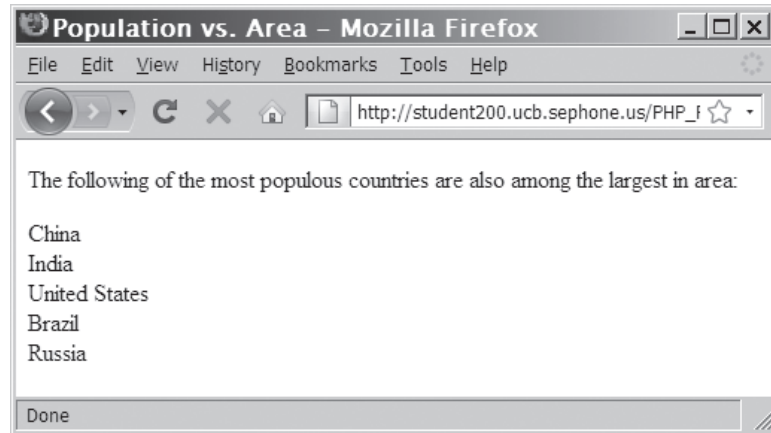 Population vs. Area – Mozilla Firefox
File Edit View History Bookmarks Tools Help
http://student200.ucb.sephone.us/PHP_
The following of the most populous countries are also among the largest in area:
China
India
United States
Brazil
Russia
Done